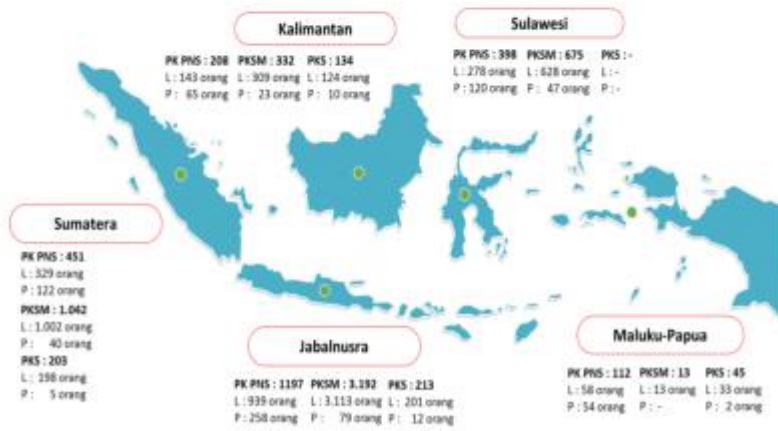 Kalimantan
PK PNS : 208 PKSM : 332 PKS : 134
L : 143 orang L : 309 orang L : 124 orang
P : 65 orang P : 23 orang P : 10 orang
Sulawesi
PK PNS : 398 PKSM : 675 PKS : -
L : 278 orang L : 628 orang L : -
P : 120 orang P : 47 orang P : -
Sumatera
PK PNS : 451
L : 329 orang
P : 122 orang
PKSM : 1.042
L : 1.002 orang
P : 40 orang
PKS : 203
L : 198 orang
P : 5 orang
Jabalnusra
PK PNS : 1197 PKSM : 3.192 PKS : 213
L : 939 orang L : 3.113 orang L : 201 orang
P : 258 orang P : 79 orang P : 12 orang
Maluku-Papua
PK PNS : 112 PKSM : 13 PKS : 45
L : 58 orang L : 13 orang L : 33 orang
P : 54 orang P : - P : 2 orang